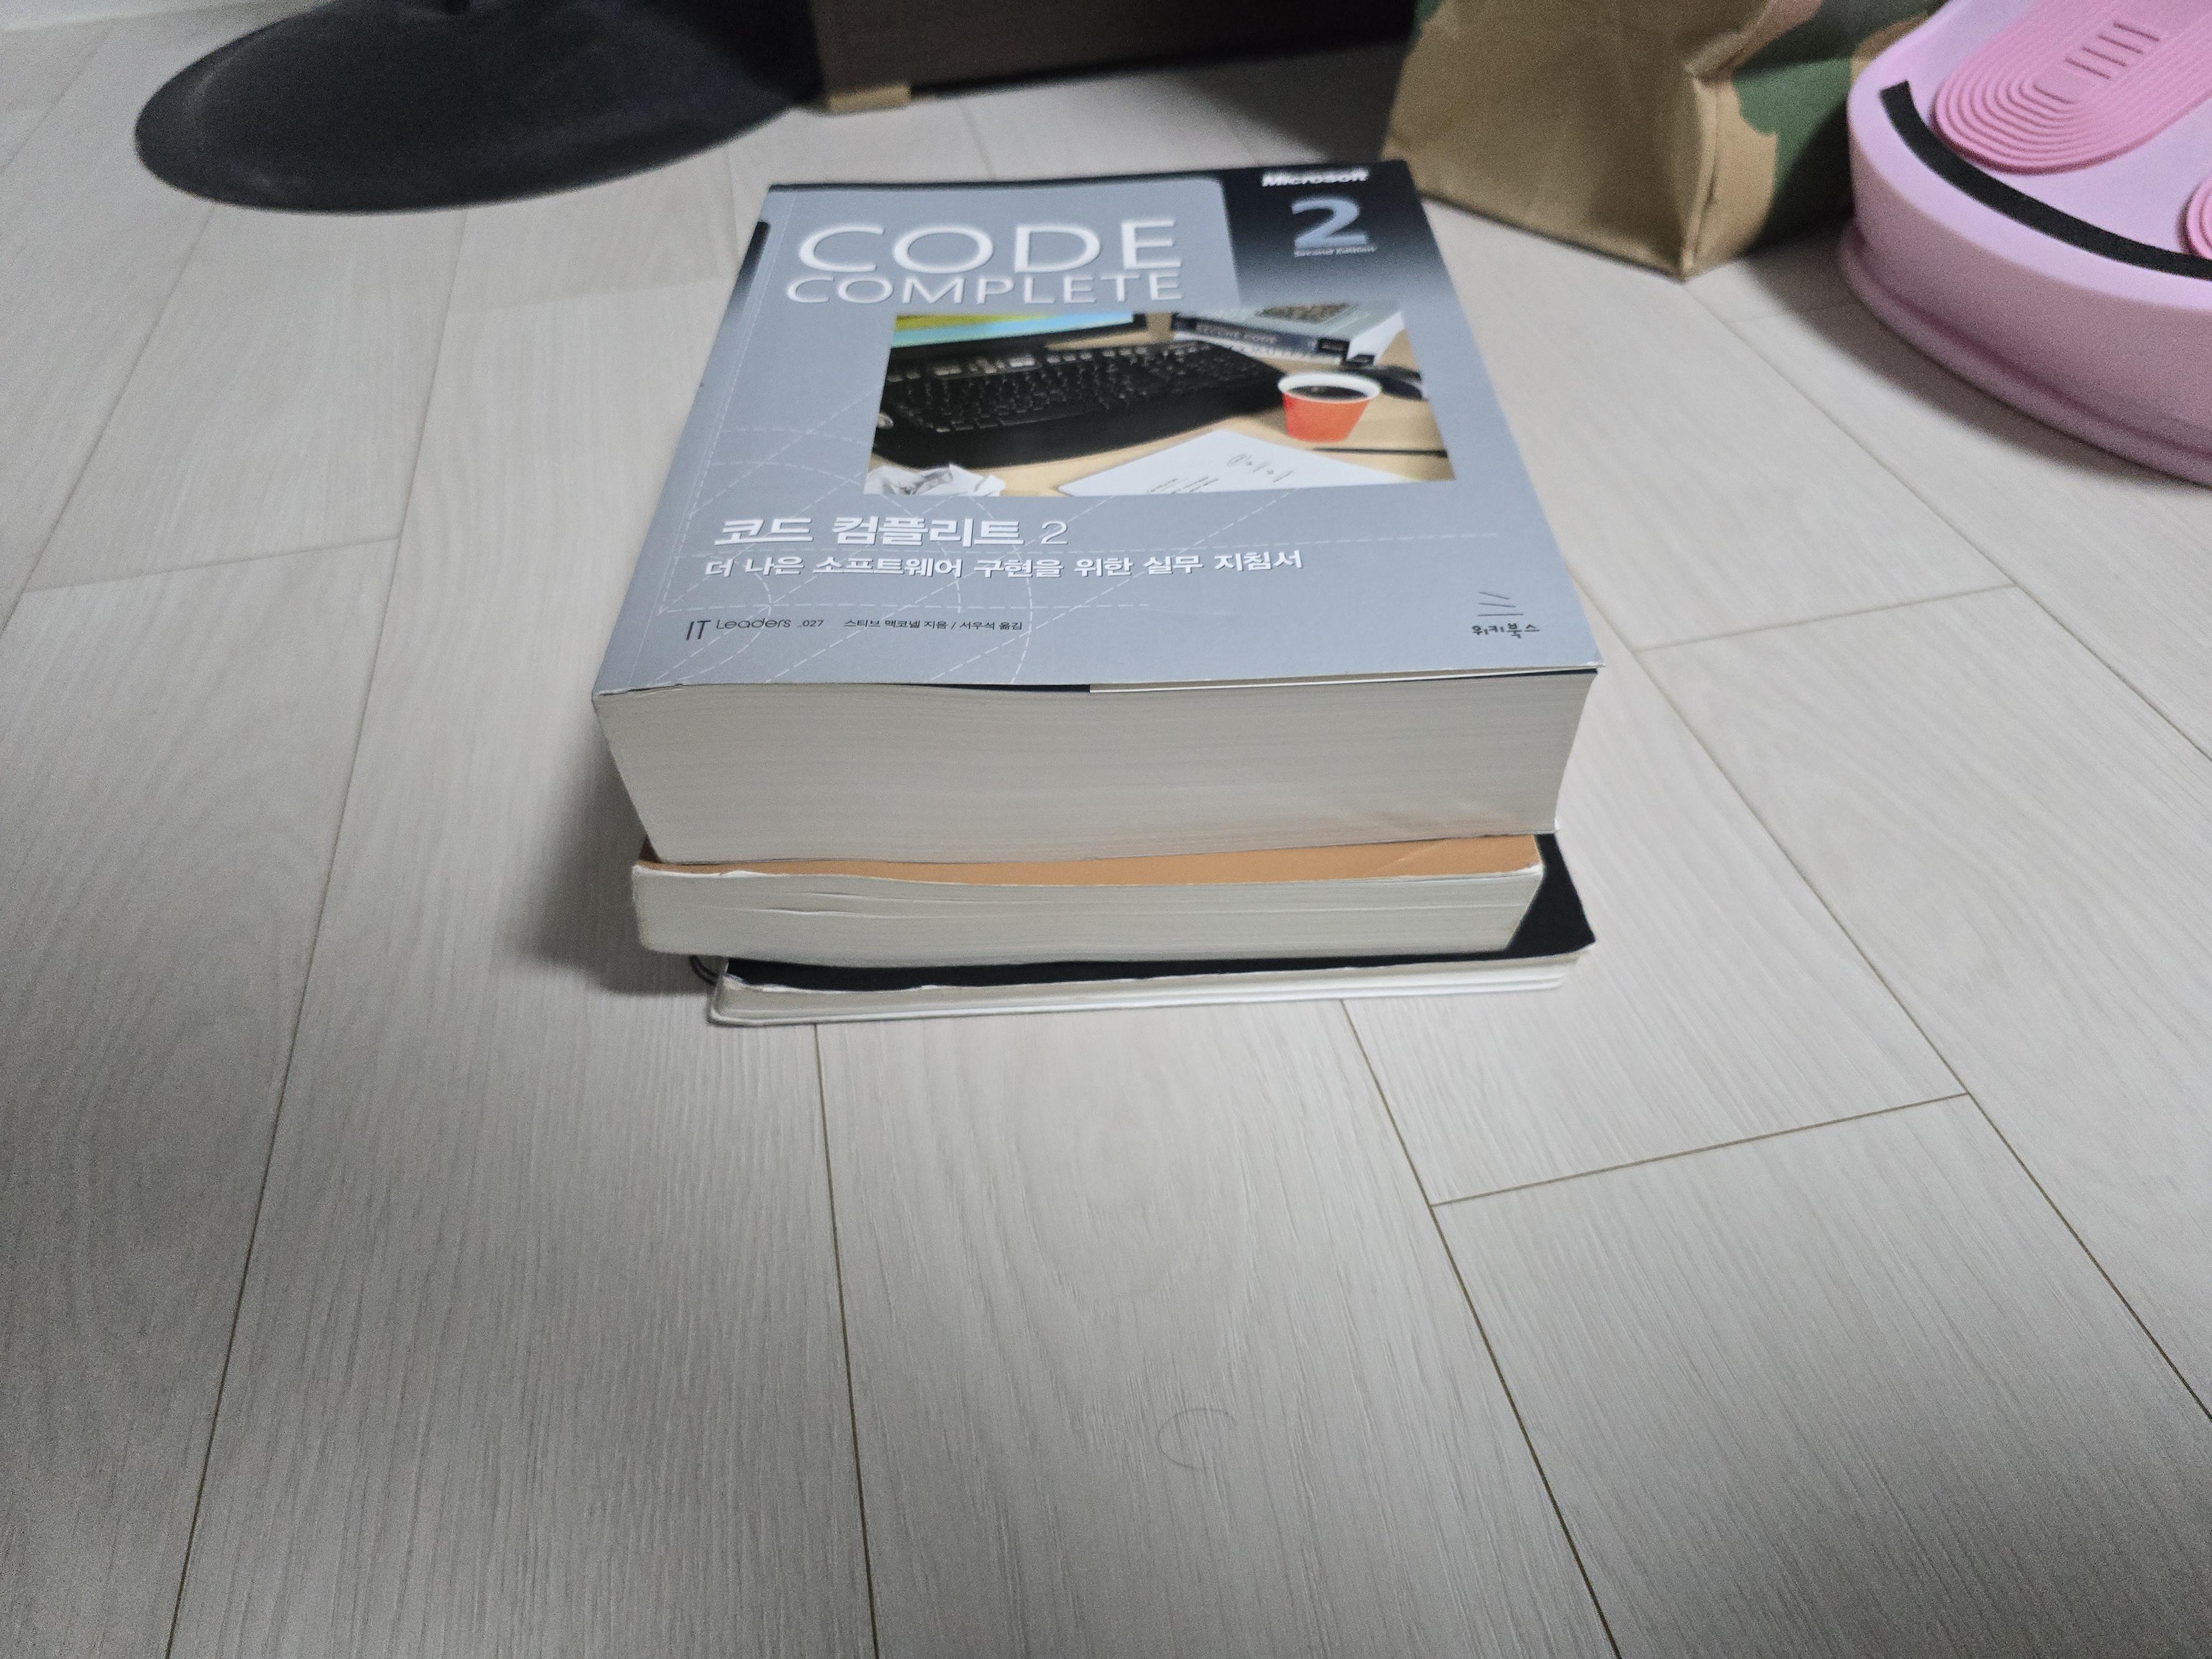 Microsoft
2
Second Edition
CODE
COMPLETE
코드 컴플리트 2
더 나은 소프트웨어 구현을 위한 실무 지침서
IT Leaders _027 스티브 맥코넬 지음 / 서우석 옮김
위키북스